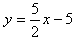 y = 5/2 x − 5